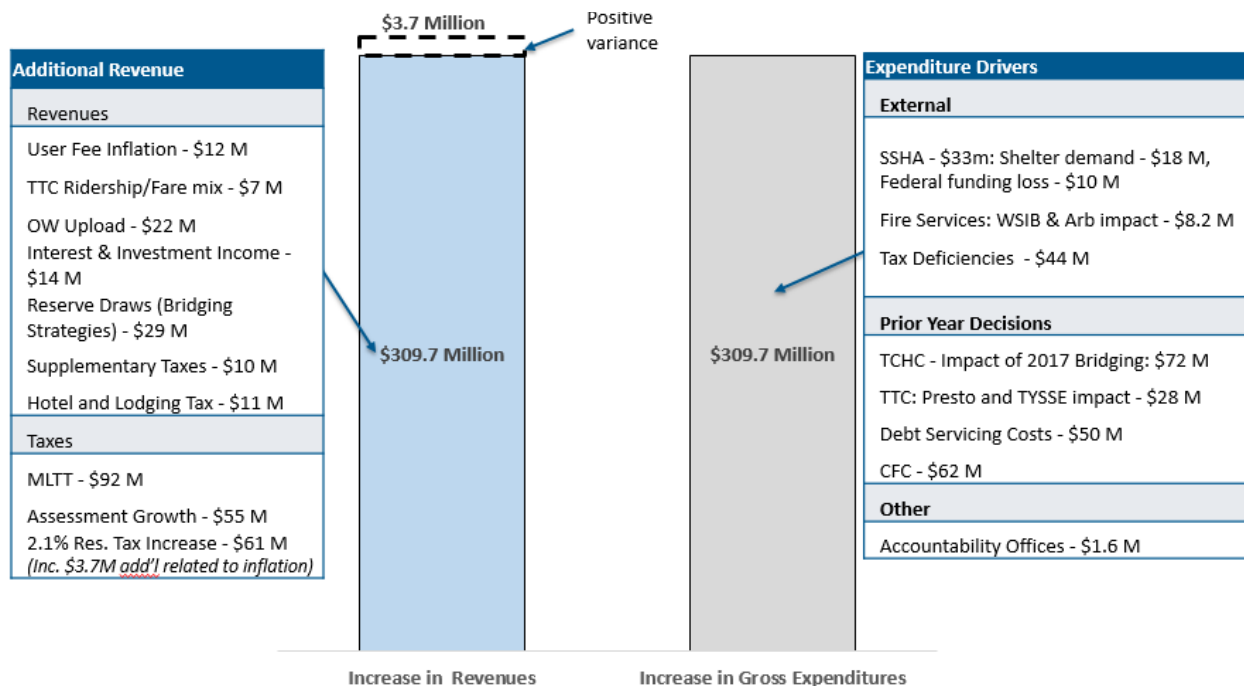 $3.7 Million
Positive
variance
Additional Revenue
Revenues
User Fee Inflation - $12 M
TTC Ridership/Fare mix - $7 M
OW Upload - $22 M
Interest & Investment Income -
$14 M
Reserve Draws (Bridging
Strategies) - $29 M
Supplementary Taxes - $10 M
Hotel and Lodging Tax - $11 M
Taxes
MLTT - $92 M
Assessment Growth - $55 M
2.1% Res. Tax Increase - $61 M
(Inc. $3.7M add'l related to inflation)
$309.7 Million
$309.7 Million
Expenditure Drivers
External
SSHA - $33m: Shelter demand - $18 M,
Federal funding loss - $10 M
Fire Services: WSIB & Arb impact - $8.2 M
Tax Deficiencies - $44 M
Prior Year Decisions
TCHC - Impact of 2017 Bridging: $72 M
TTC: Presto and TYSSE impact - $28 M
Debt Servicing Costs - $50 M
CFC - $62 M
Other
Accountability Offices - $1.6 M
Increase in Revenues
Increase in Gross Expenditures